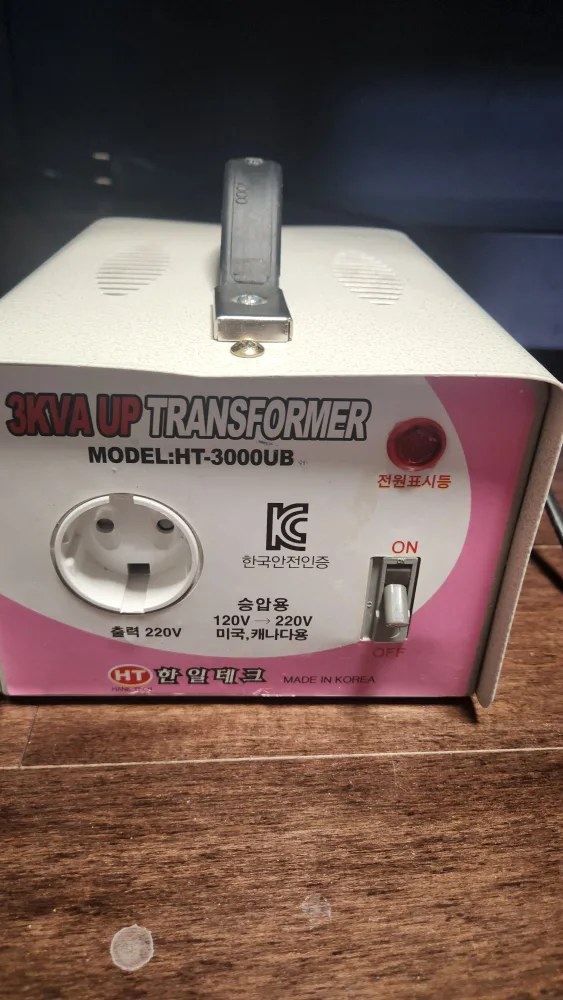 3KVA UP TRANSFORMER
MODEL:HT-3000UB
전원표시등
KC
한국안전인증
ON
승압용
120V → 220V
미국,캐나다용
출력 220V
OFF
HT 한일테크 MADE IN KOREA